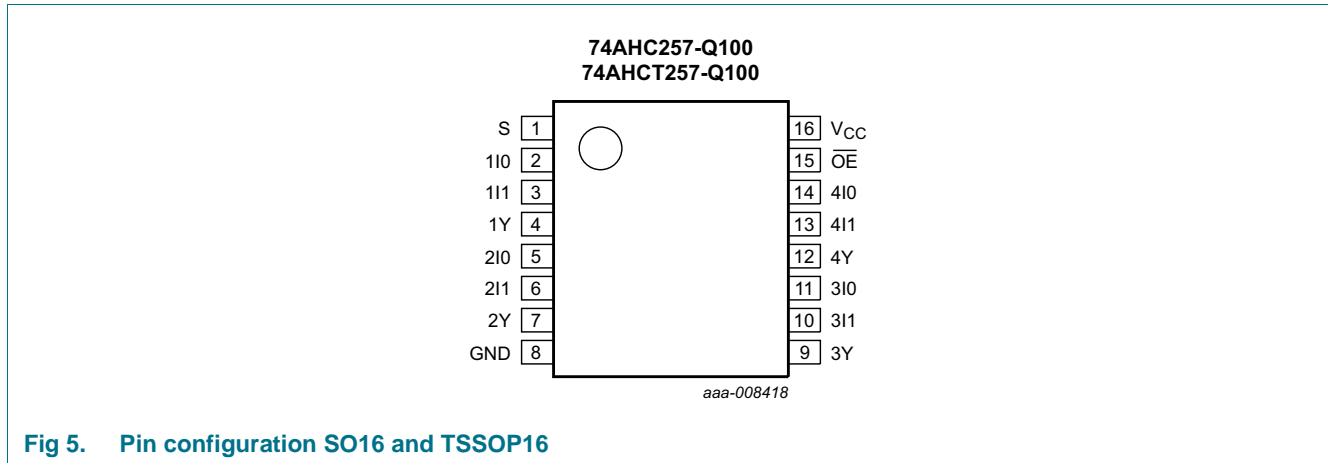 74AHC257-Q100
74AHCT257-Q100
S 1
1I0 2
1I1 3
1Y 4
2I0 5
2I1 6
2Y 7
GND 8
16 VCC
15 O̅E̅
14 4I0
13 4I1
12 4Y
11 3I0
10 3I1
9 3Y
aaa-008418
Fig 5. Pin configuration SO16 and TSSOP16